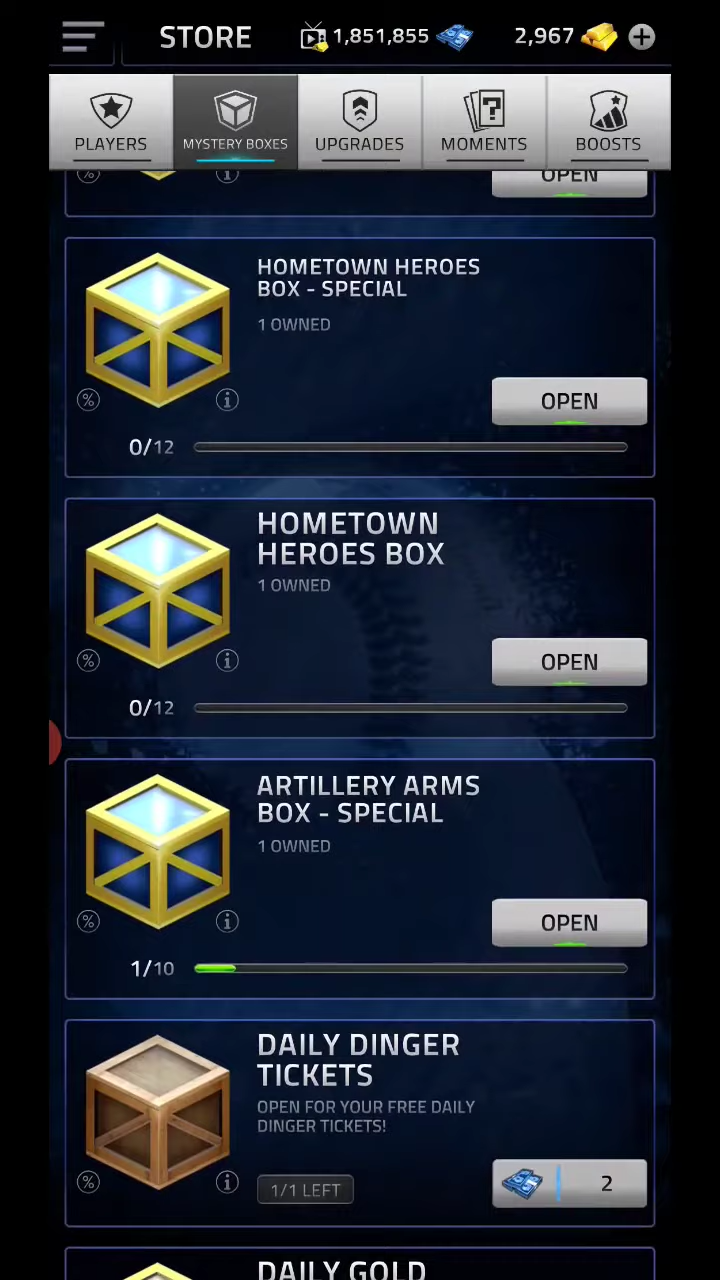 STORE
1,851,855
2,967
PLAYERS
MYSTERY BOXES
UPGRADES
MOMENTS
BOOSTS
%
i
OPEN
HOMETOWN HEROES
BOX - SPECIAL
1 OWNED
%
i
OPEN
0/12
HOMETOWN
HEROES BOX
1 OWNED
%
i
OPEN
0/12
ARTILLERY ARMS
BOX - SPECIAL
1 OWNED
%
i
OPEN
1/10
DAILY DINGER
TICKETS
OPEN FOR YOUR FREE DAILY
DINGER TICKETS!
%
i
1/1 LEFT
2
DAILY GOLD